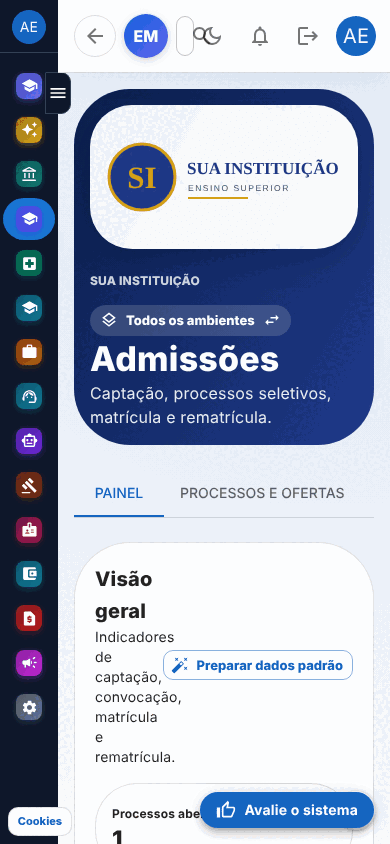 AE
EM
AE
SI
SUA INSTITUIÇÃO
ENSINO SUPERIOR
SUA INSTITUIÇÃO
Todos os ambientes
Admissões
Captação, processos seletivos,
matrícula e rematrícula.
PAINEL
PROCESSOS E OFERTAS
Visão
geral
Indicadores
de
captação,
convocação,
matrícula
e
rematrícula.
Preparar dados padrão
Processos abe
1
Avalie o sistema
Cookies